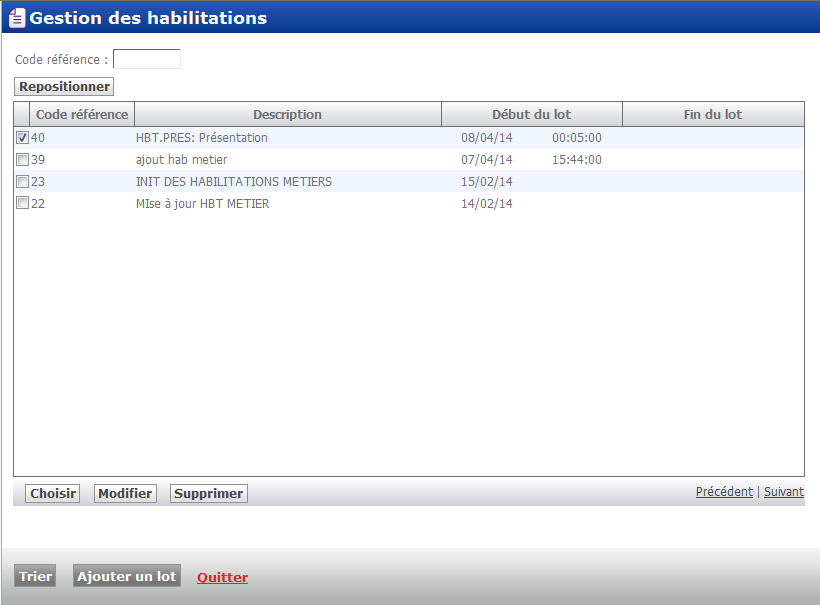 Gestion des habilitations
Code référence :
Repositionner
Code référence Description Début du lot Fin du lot
40 HBT.PRES: Présentation 08/04/14 00:05:00
39 ajout hab metier 07/04/14 15:44:00
23 INIT DES HABILITATIONS METIERS 15/02/14
22 MIse à jour HBT METIER 14/02/14
Choisir Modifier Supprimer Précédent | Suivant
Trier Ajouter un lot Quitter